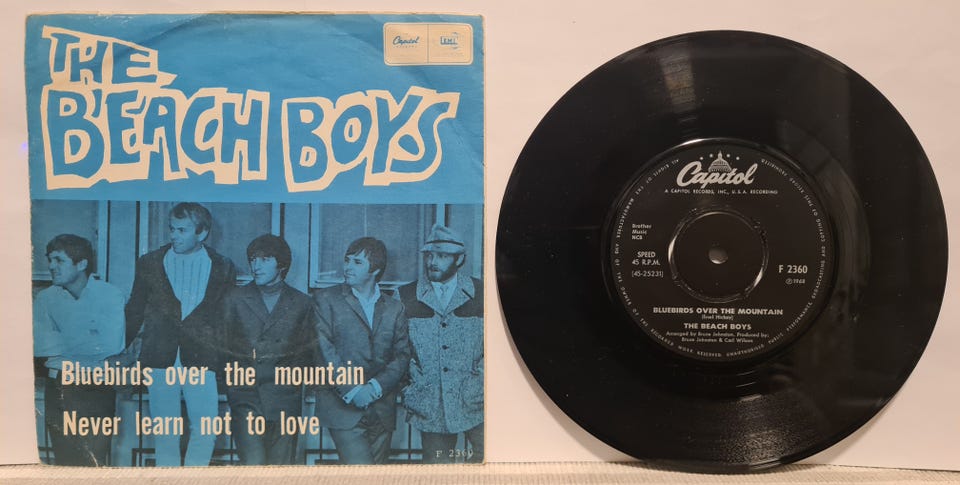 THE
BEACH BOYS
Capitol
EMI
Bluebirds over the mountain
Never learn not to love
F 2360
Capitol
A CAPITOL RECORDS, INC., U.S.A. RECORDING
Brother
Music
NCB
SPEED
45 R.P.M.
(45-25231)
F 2360
℗1968
BLUEBIRDS OVER THE MOUNTAIN
THE BEACH BOYS
Arranged by Bruce Johnston, Produced by:
Bruce Johnston & Carl Wilson